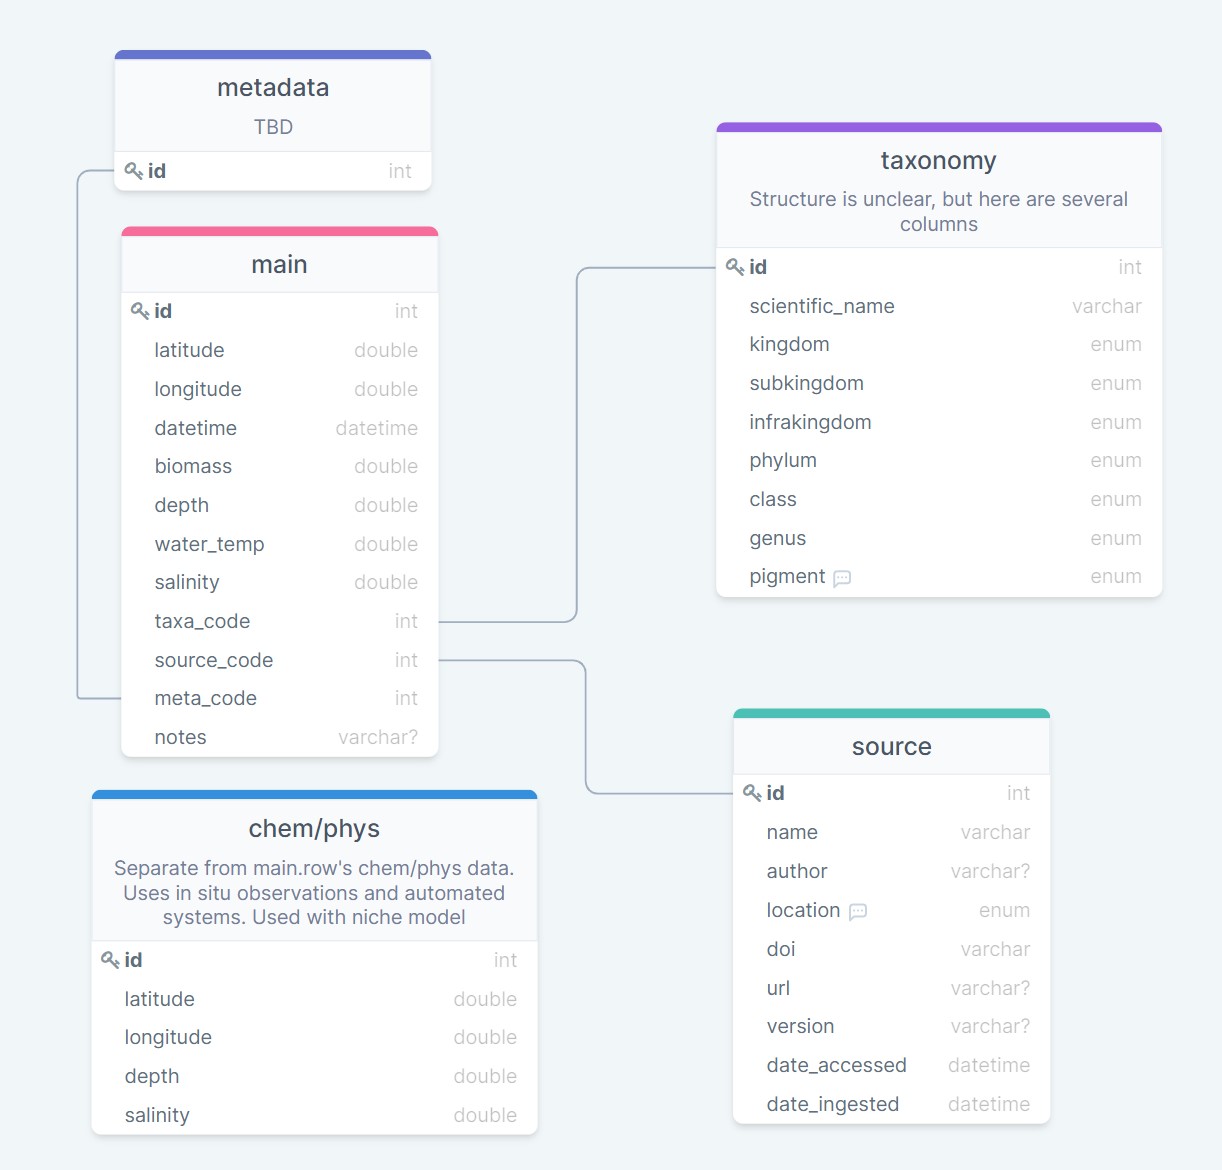 metadata
TBD
id int
main
id int
latitude double
longitude double
datetime datetime
biomass double
depth double
water_temp double
salinity double
taxa_code int
source_code int
meta_code int
notes varchar?
chem/phys
Separate from main.row's chem/phys data.
Uses in situ observations and automated
systems. Used with niche model
id int
latitude double
longitude double
depth double
salinity double
taxonomy
Structure is unclear, but here are several
columns
id int
scientific_name varchar
kingdom enum
subkingdom enum
infrakingdom enum
phylum enum
class enum
genus enum
pigment enum
source
id int
name varchar
author varchar?
location enum
doi varchar
url varchar?
version varchar?
date_accessed datetime
date_ingested datetime